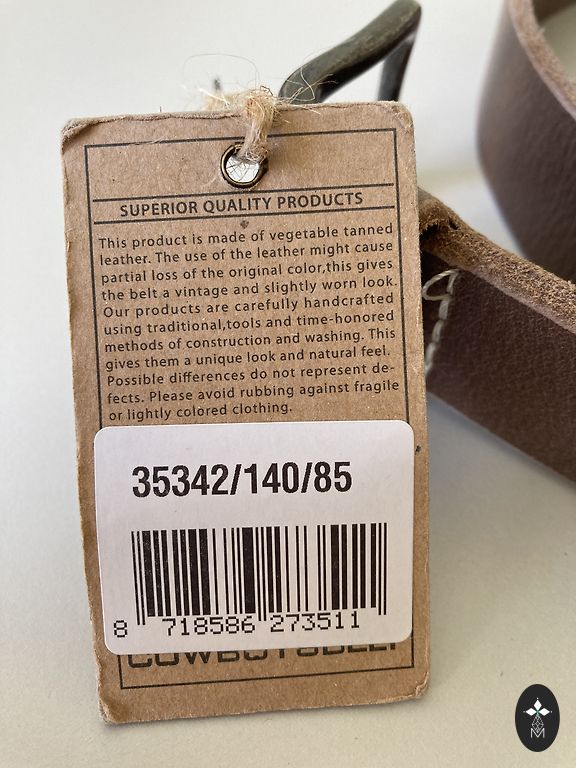 SUPERIOR QUALITY PRODUCTS
This product is made of vegetable tanned
leather. The use of the leather might cause
partial loss of the original color,this gives
the belt a vintage and slightly worn look.
Our products are carefully handcrafted
using traditional,tools and time-honored
methods of construction and washing. This
gives them a unique look and natural feel.
Possible differences do not represent de-
fects. Please avoid rubbing against fragile
or lightly colored clothing.
35342/140/85
8 718586 273511
COWBOYSBELT
M